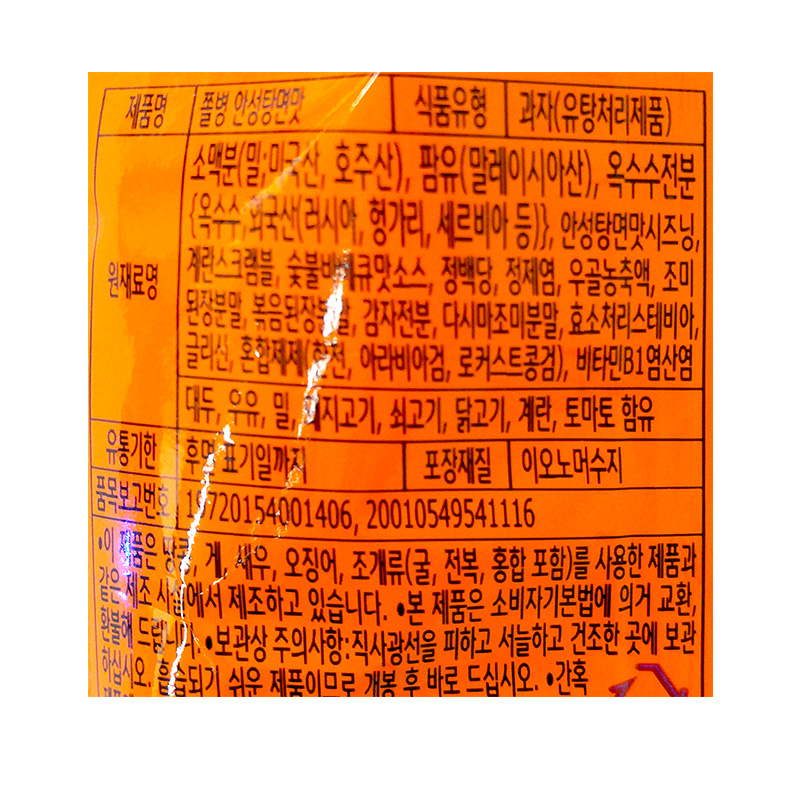 제품명 쫄병 안성탕면맛 식품유형 과자(유탕처리제품)
소맥분(밀;미국산, 호주산), 팜유(말레이시아산), 옥수수전분
{옥수수,외국산(러시아, 헝가리, 세르비아 등)}, 안성탕면맛시즈닝,
계란스크램블, 숯불바베큐맛소스, 정백당, 정제염, 우골농축액, 조미
원재료명
된장분말, 볶음된장분말, 감자전분, 다시마조미분말, 효소처리스테비아,
글리신, 혼합제제(한천, 아라비아검, 로커스트콩검), 비타민B1염산염
대두, 우유, 밀, 돼지고기, 쇠고기, 닭고기, 계란, 토마토 함유
유통기한 후면 표기일까지 포장재질 이오노머수지
품목보고번호 20010549541116
•이 제품은 땅콩, 게, 새우, 오징어, 조개류(굴, 전복, 홍합 포함)를 사용한 제품과
같은 제조 시설에서 제조하고 있습니다. •본 제품은 소비자기본법에 의거 교환,
환불해 드립니다. •보관상 주의사항:직사광선을 피하고 서늘하고 건조한 곳에 보관
하십시오. 흡습되기 쉬운 제품이므로 개봉 후 바로 드십시오. •간혹